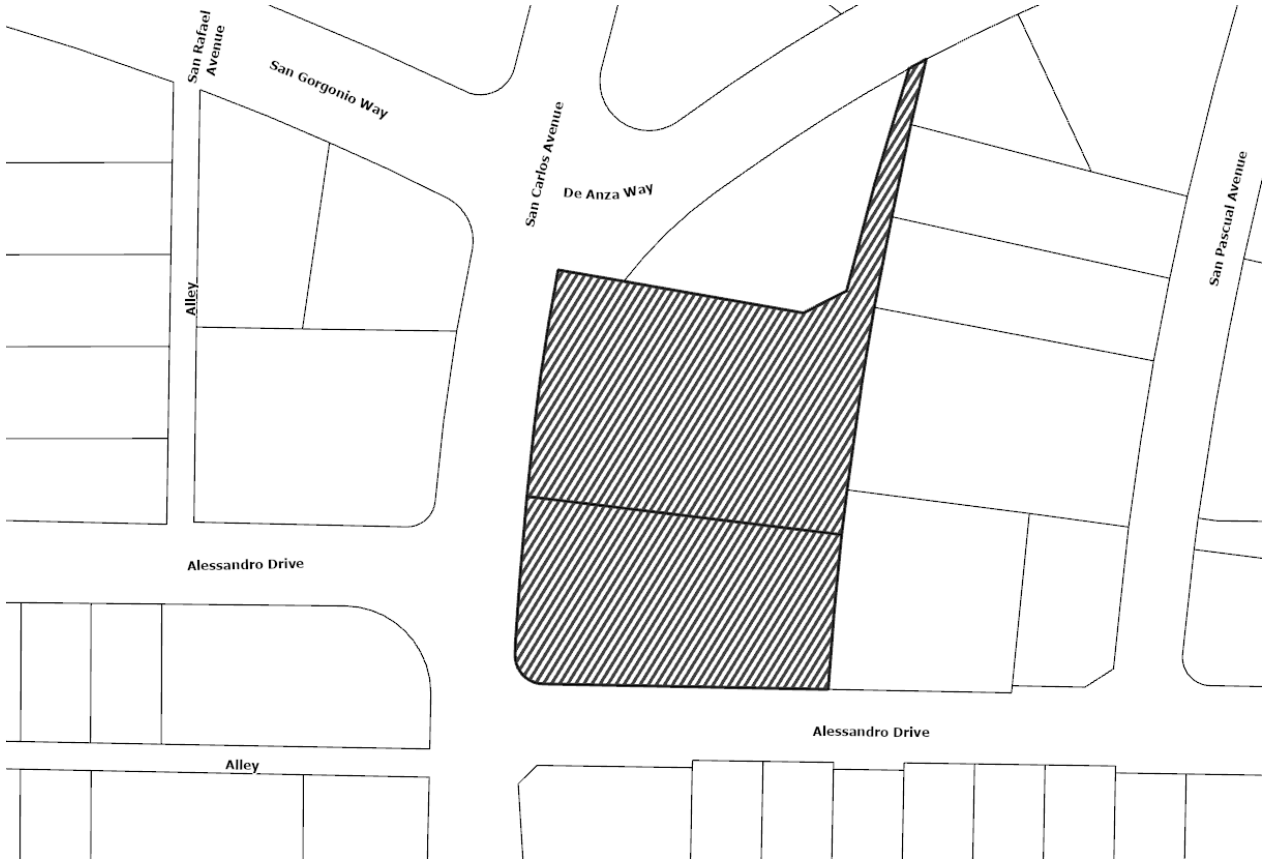 San Rafael
Avenue
San Gorgonio Way
San Carlos Avenue
De Anza Way
San Pascual Avenue
Alley
Alessandro Drive
Alessandro Drive
Alley